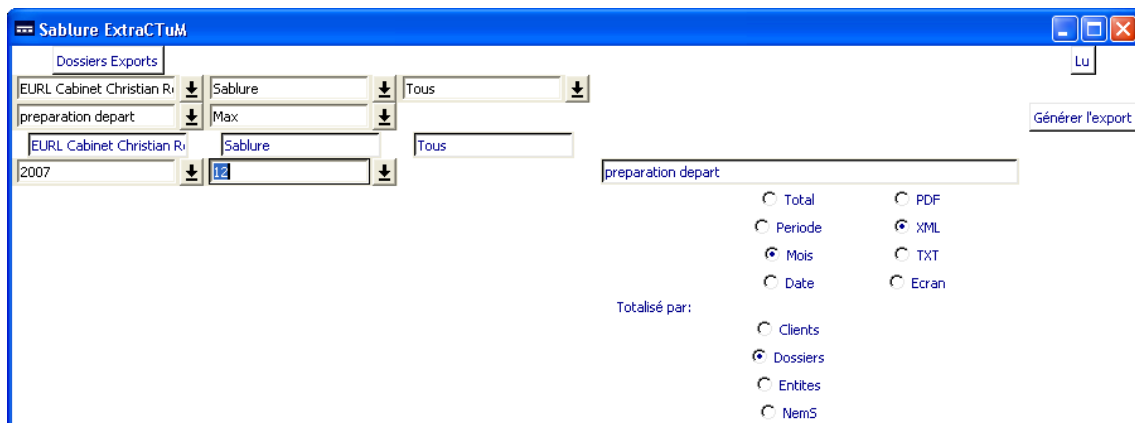 Sablure ExtraCTuM
Dossiers Exports
Lu
EURL Cabinet Christian Sablure Tous
preparation depart Max
Générer l'export
EURL Cabinet Christian Sablure Tous
2007 12
preparation depart
Total PDF
Periode XML
Mois TXT
Date Ecran
Totalisé par:
Clients
Dossiers
Entites
NemS